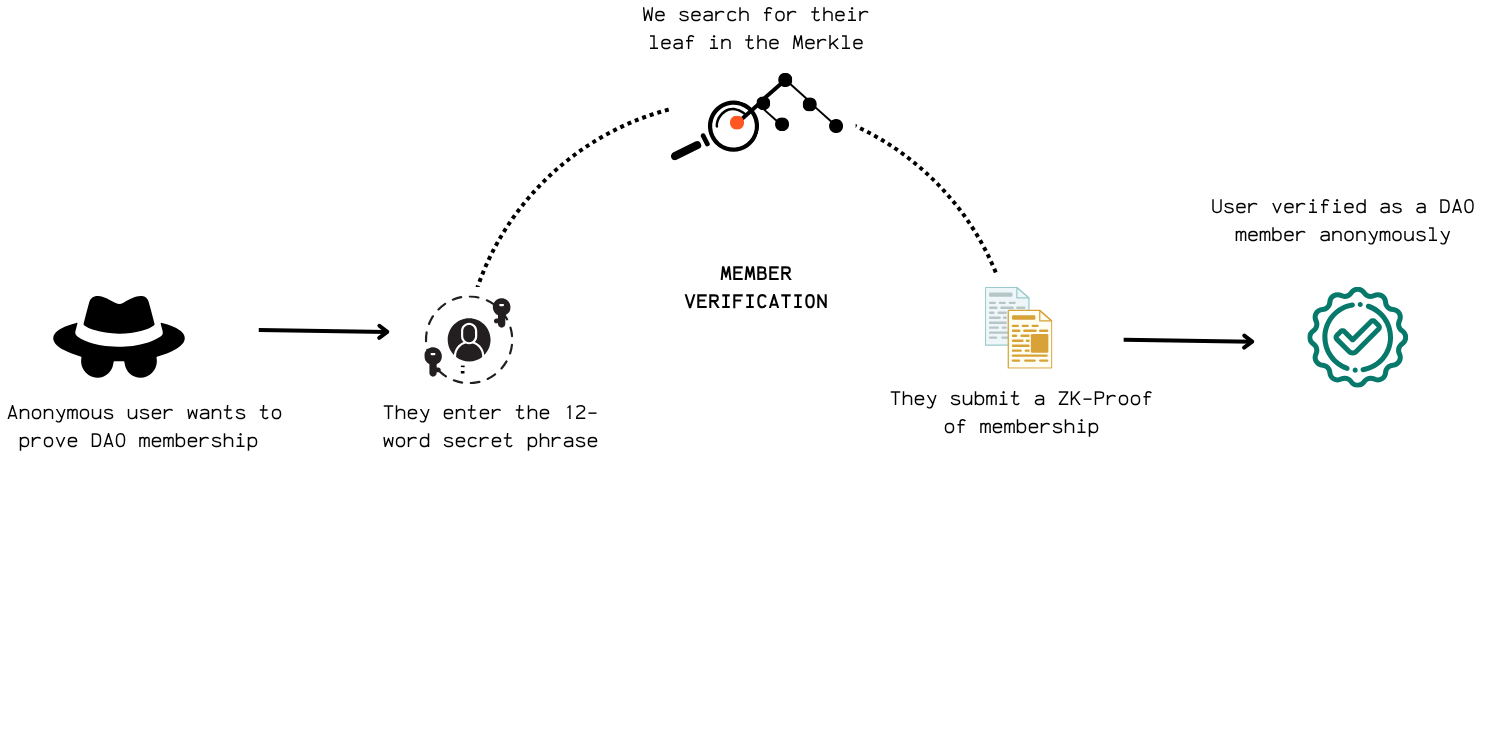 We search for their
leaf in the Merkle
User verified as a DAO
member anonymously
MEMBER
VERIFICATION
Anonymous user wants to
prove DAO membership
They enter the 12-
word secret phrase
They submit a ZK-Proof
of membership